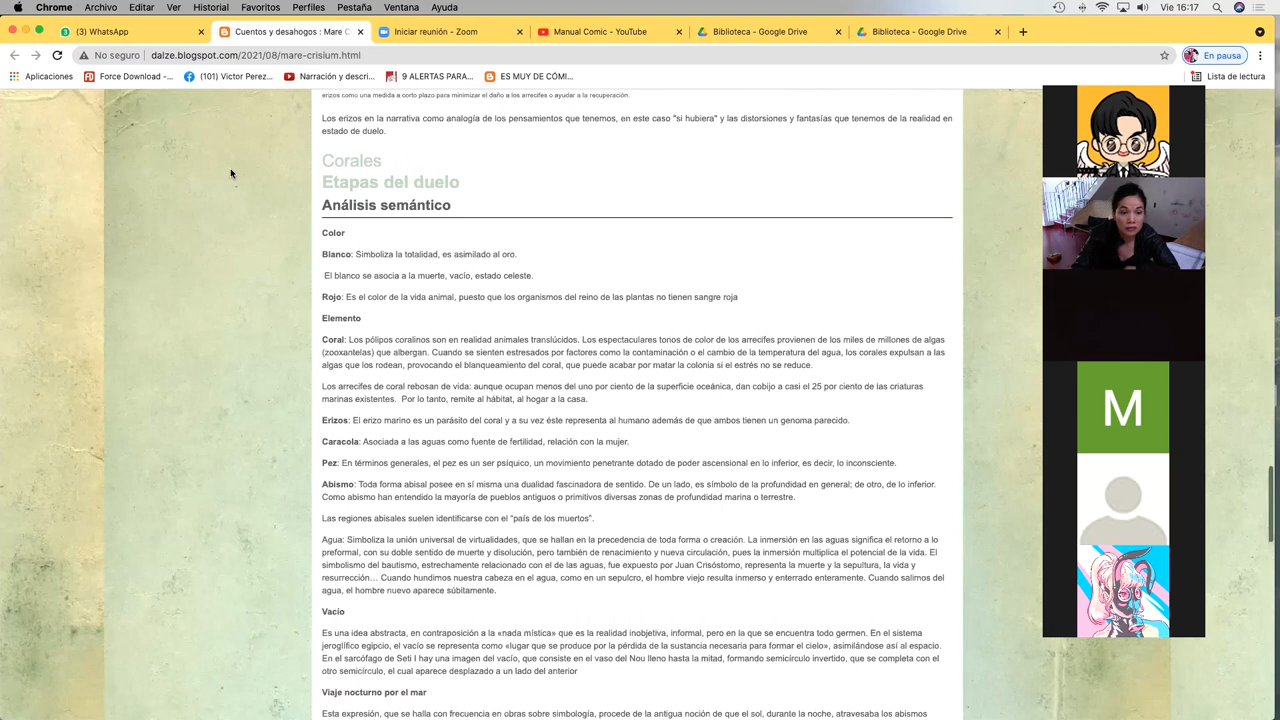 Chrome Archivo Editar Ver Historial Favoritos Perfiles Pestaña Ventana Ayuda Vie 16:17
(3) WhatsApp Cuentos y desahogos : Mare C Iniciar reunión - Zoom Manual Comic - YouTube Biblioteca - Google Drive Biblioteca - Google Drive
No seguro dalze.blogspot.com/2021/08/mare-crisium.html En pausa
Aplicaciones Force Download -... (101) Victor Perez... Narración y descri... 9 ALERTAS PARA... ES MUY DE CÓMI... Lista de lectura
erizos como una medida a corto plazo para minimizar el daño a los arrecifes o ayudar a la recuperación.
Los erizos en la narrativa como analogía de los pensamientos que tenemos, en este caso "si hubiera" y las distorsiones y fantasías que tenemos de la realidad en
estado de duelo.
Corales
Etapas del duelo
Análisis semántico
Color
Blanco: Simboliza la totalidad, es asimilado al oro.
El blanco se asocia a la muerte, vacío, estado celeste.
Rojo: Es el color de la vida animal, puesto que los organismos del reino de las plantas no tienen sangre roja
Elemento
Coral: Los pólipos coralinos son en realidad animales translúcidos. Los espectaculares tonos de color de los arrecifes provienen de los miles de millones de algas
(zooxantelas) que albergan. Cuando se sienten estresados por factores como la contaminación o el cambio de la temperatura del agua, los corales expulsan a las
algas que los rodean, provocando el blanqueamiento del coral, que puede acabar por matar la colonia si el estrés no se reduce.
Los arrecifes de coral rebosan de vida: aunque ocupan menos del uno por ciento de la superficie oceánica, dan cobijo a casi el 25 por ciento de las criaturas
marinas existentes. Por lo tanto, remite al hábitat, al hogar a la casa.
Erizos: El erizo marino es un parásito del coral y a su vez éste representa al humano además de que ambos tienen un genoma parecido.
Caracola: Asociada a las aguas como fuente de fertilidad, relación con la mujer.
Pez: En términos generales, el pez es un ser psíquico, un movimiento penetrante dotado de poder ascensional en lo inferior, es decir, lo inconsciente.
Abismo: Toda forma abisal posee en sí misma una dualidad fascinadora de sentido. De un lado, es símbolo de la profundidad en general; de otro, de lo inferior.
Como abismo han entendido la mayoría de pueblos antiguos o primitivos diversas zonas de profundidad marina o terrestre.
Las regiones abisales suelen identificarse con el “país de los muertos”.
Agua: Simboliza la unión universal de virtualidades, que se hallan en la precedencia de toda forma o creación. La inmersión en las aguas significa el retorno a lo
preformal, con su doble sentido de muerte y disolución, pero también de renacimiento y nueva circulación, pues la inmersión multiplica el potencial de la vida. El
simbolismo del bautismo, estrechamente relacionado con el de las aguas, fue expuesto por Juan Crisóstomo, representa la muerte y la sepultura, la vida y
resurrección… Cuando hundimos nuestra cabeza en el agua, como en un sepulcro, el hombre viejo resulta inmerso y enterrado enteramente. Cuando salimos del
agua, el hombre nuevo aparece súbitamente.
Vacío
Es una idea abstracta, en contraposición a la «nada mística» que es la realidad inobjetiva, informal, pero en la que se encuentra todo germen. En el sistema
jeroglífico egipcio, el vacío se representa como «lugar que se produce por la pérdida de la sustancia necesaria para formar el cielo», asimilándose así al espacio.
En el sarcófago de Seti I hay una imagen del vacío, que consiste en el vaso del Nou lleno hasta la mitad, formando semicírculo invertido, que se completa con el
otro semicírculo, el cual aparece desplazado a un lado del anterior
Viaje nocturno por el mar
Esta expresión, que se halla con frecuencia en obras sobre simbología, procede de la antigua noción de que el sol, durante la noche, atravesaba los abismos
M